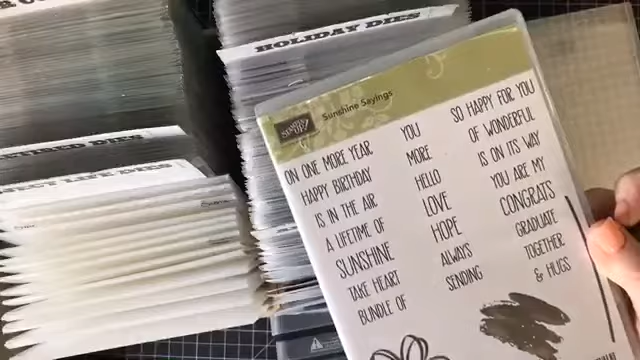 HOLIDAY DIES
RETIRED DIES
STAMPIN' UP!
Sunshine Sayings
ON ONE MORE YEAR
HAPPY BIRTHDAY
IS IN THE AIR
A LIFETIME OF
SUNSHINE
TAKE HEART
BUNDLE OF
YOU
MORE
HELLO
LOVE
HOPE
ALWAYS
SENDING
SO HAPPY FOR YOU
OF WONDERFUL
IS ON ITS WAY
YOU ARE MY
CONGRATS
GRADUATE
TOGETHER
& HUGS